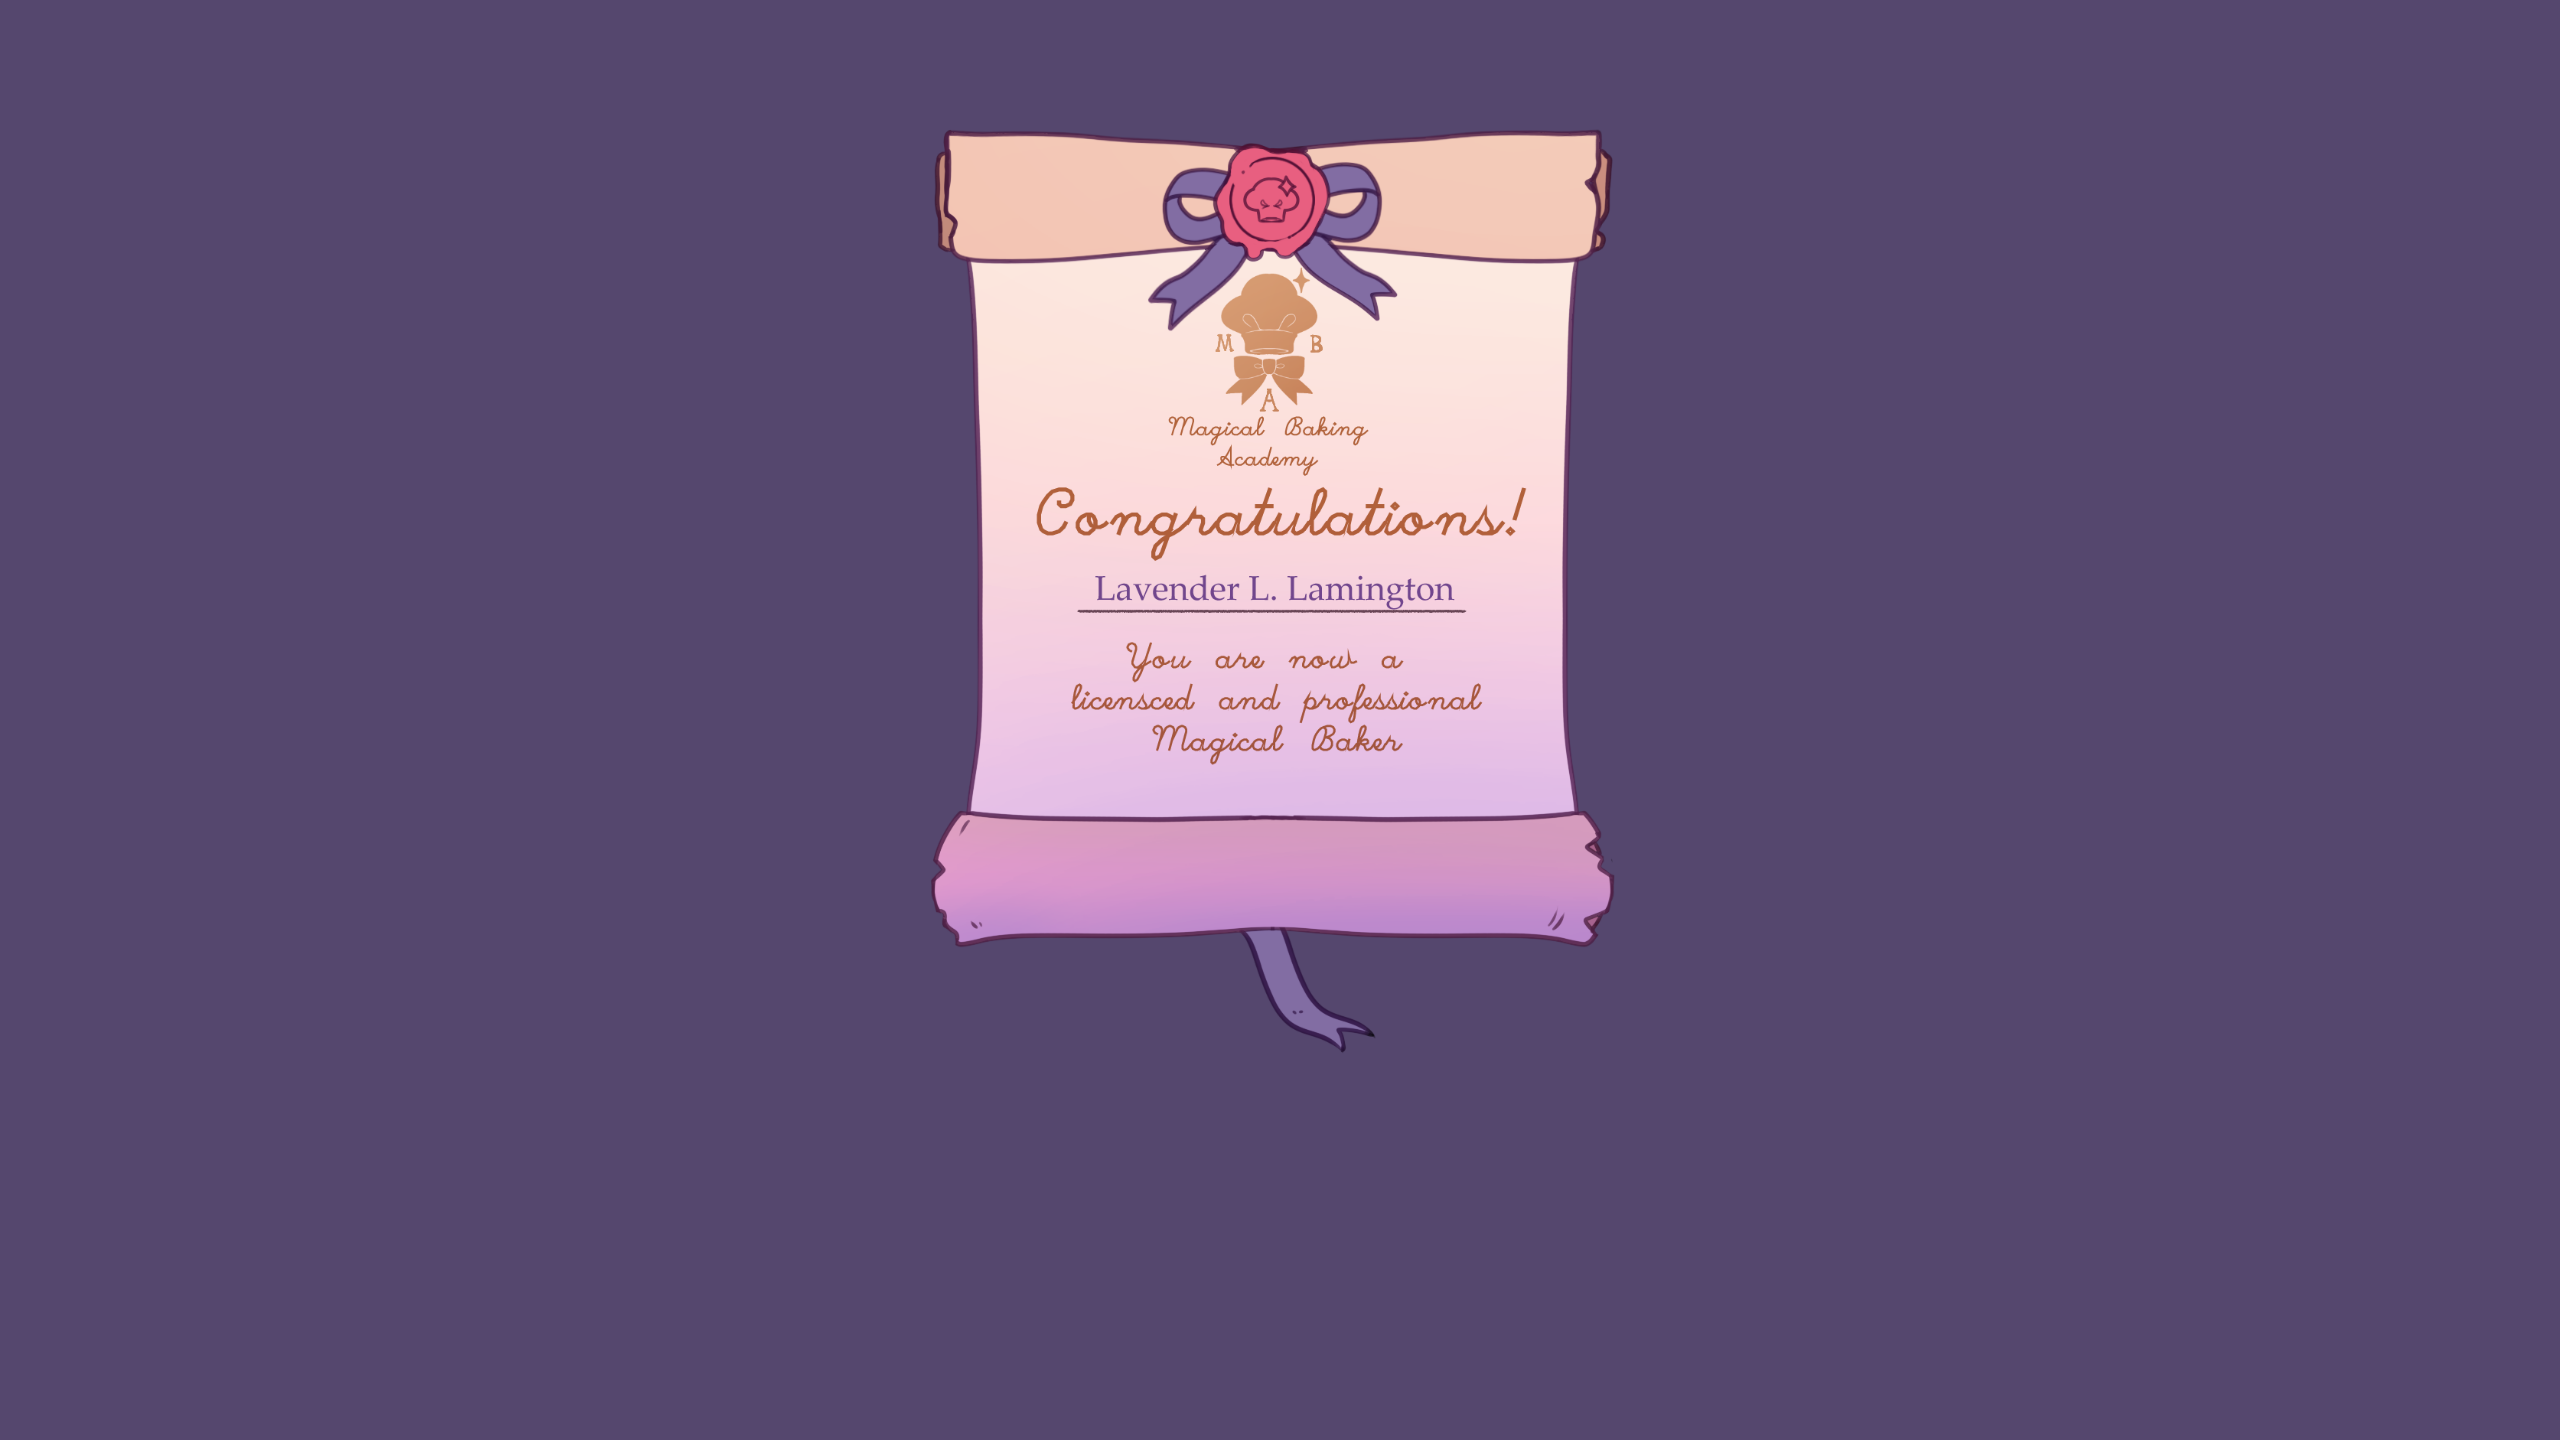 M B
A
Magical Baking
Academy
Congratulations!
Lavender L. Lamington
You are now a
licensced and professional
Magical Baker